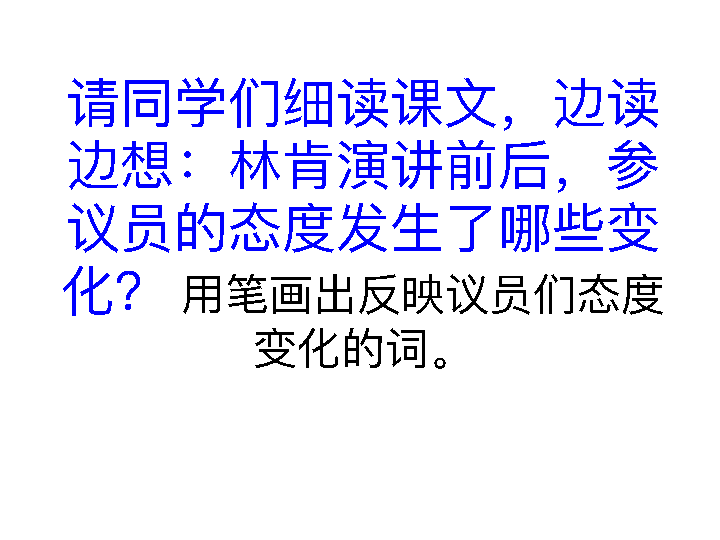 请同学们细读课文，边读
边想：林肯演讲前后，参
议员的态度发生了哪些变
化？ 用笔画出反映议员们态度
变化的词。